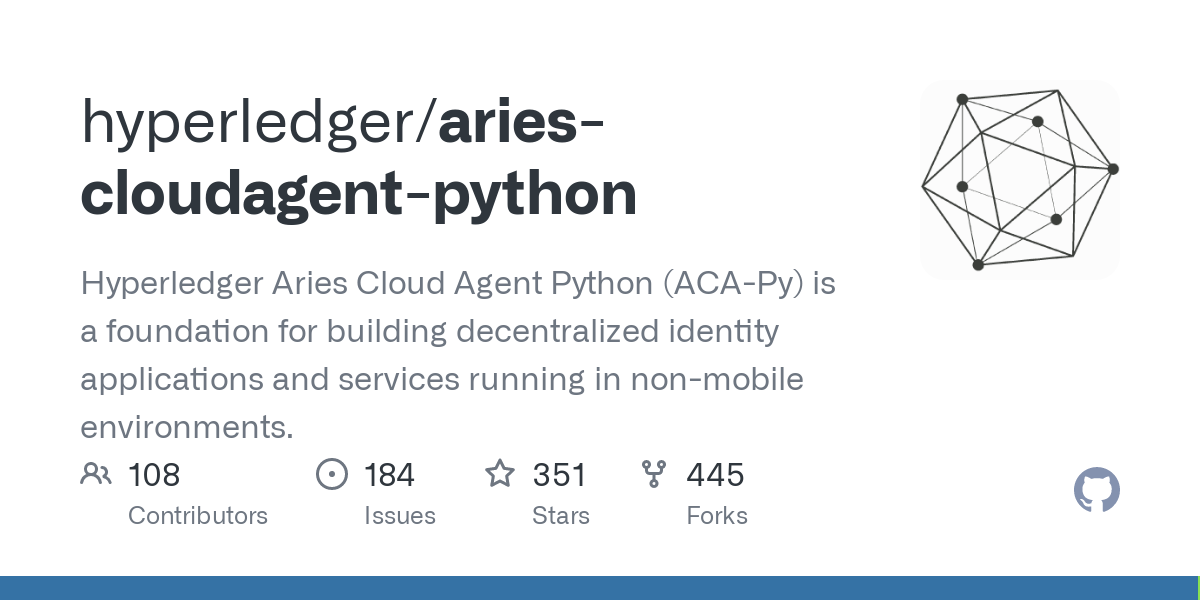 hyperledger/aries-
cloudagent-python
Hyperledger Aries Cloud Agent Python (ACA-Py) is
a foundation for building decentralized identity
applications and services running in non-mobile
environments.
108 184 351 445
Contributors Issues Stars Forks